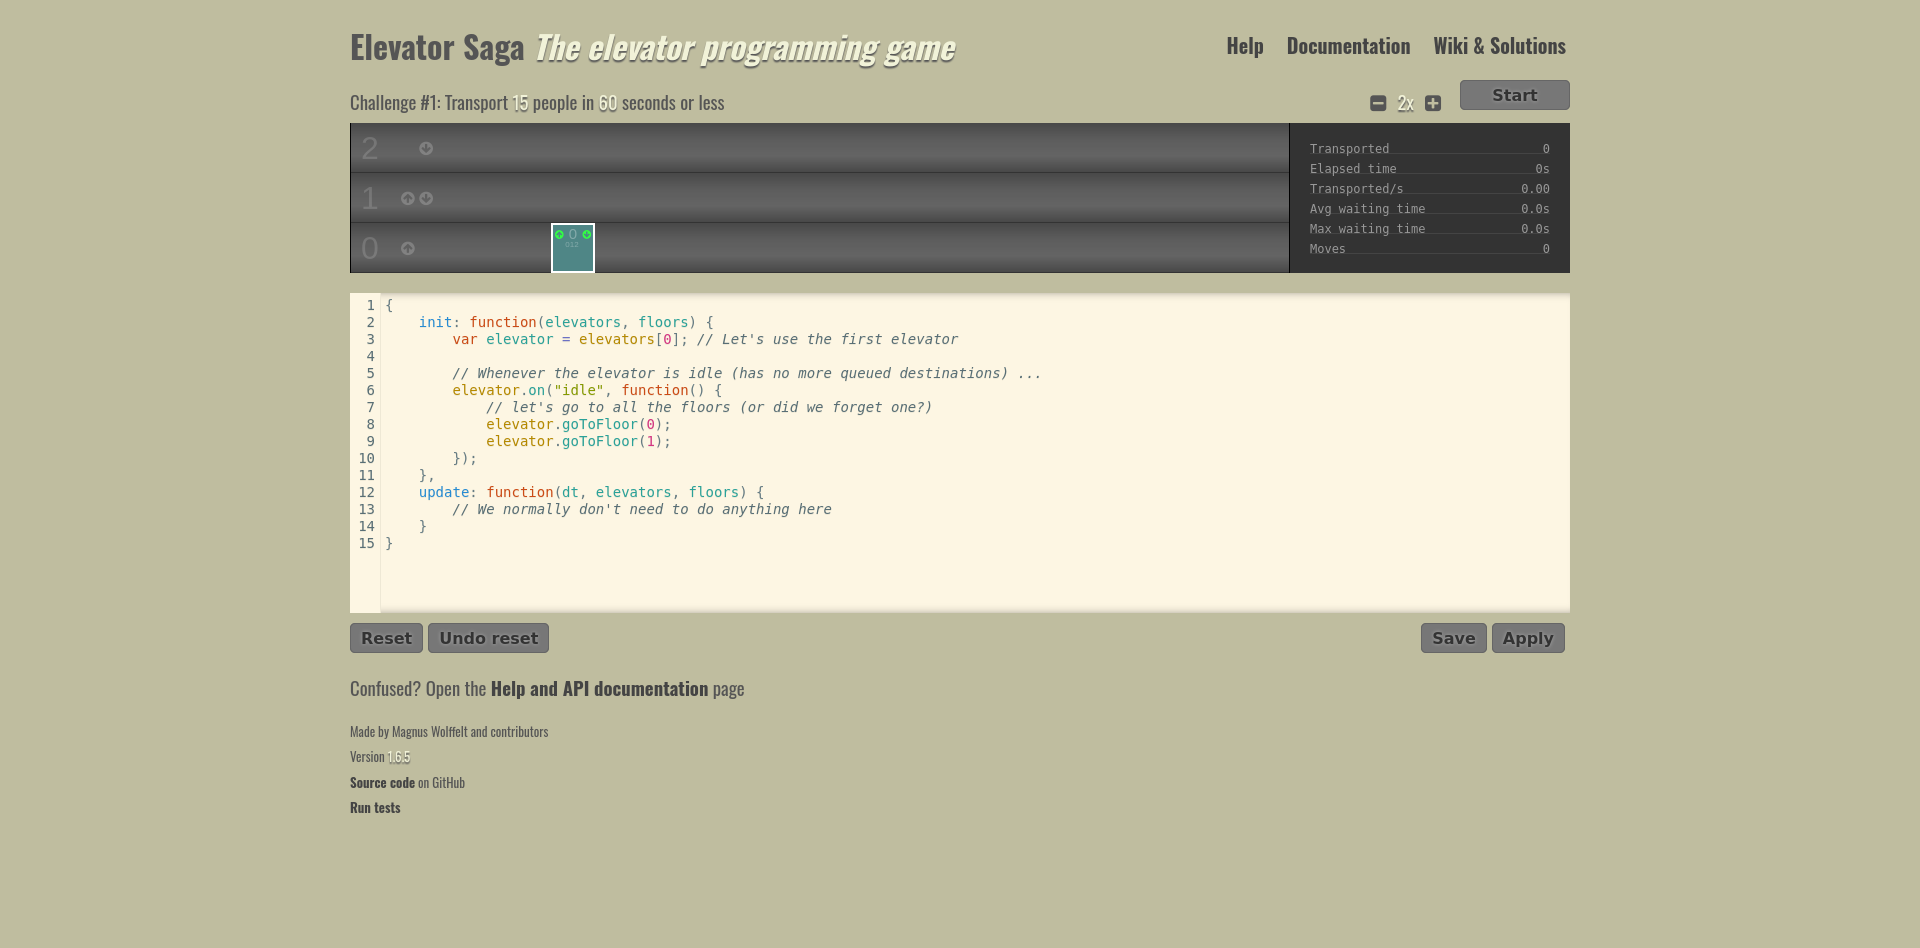 Elevator Saga The elevator programming game
Help Documentation Wiki & Solutions
Challenge #1: Transport 15 people in 60 seconds or less
2x
Start
2
1
0
0
012
Transported 0
Elapsed time 0s
Transported/s 0.00
Avg waiting time 0.0s
Max waiting time 0.0s
Moves 0
1 {
2     init: function(elevators, floors) {
3         var elevator = elevators[0]; // Let's use the first elevator
4
5         // Whenever the elevator is idle (has no more queued destinations) ...
6         elevator.on("idle", function() {
7             // let's go to all the floors (or did we forget one?)
8             elevator.goToFloor(0);
9             elevator.goToFloor(1);
10         });
11     },
12     update: function(dt, elevators, floors) {
13         // We normally don't need to do anything here
14     }
15 }
Reset Undo reset Save Apply
Confused? Open the Help and API documentation page
Made by Magnus Wolffelt and contributors
Version 1.6.5
Source code on GitHub
Run tests